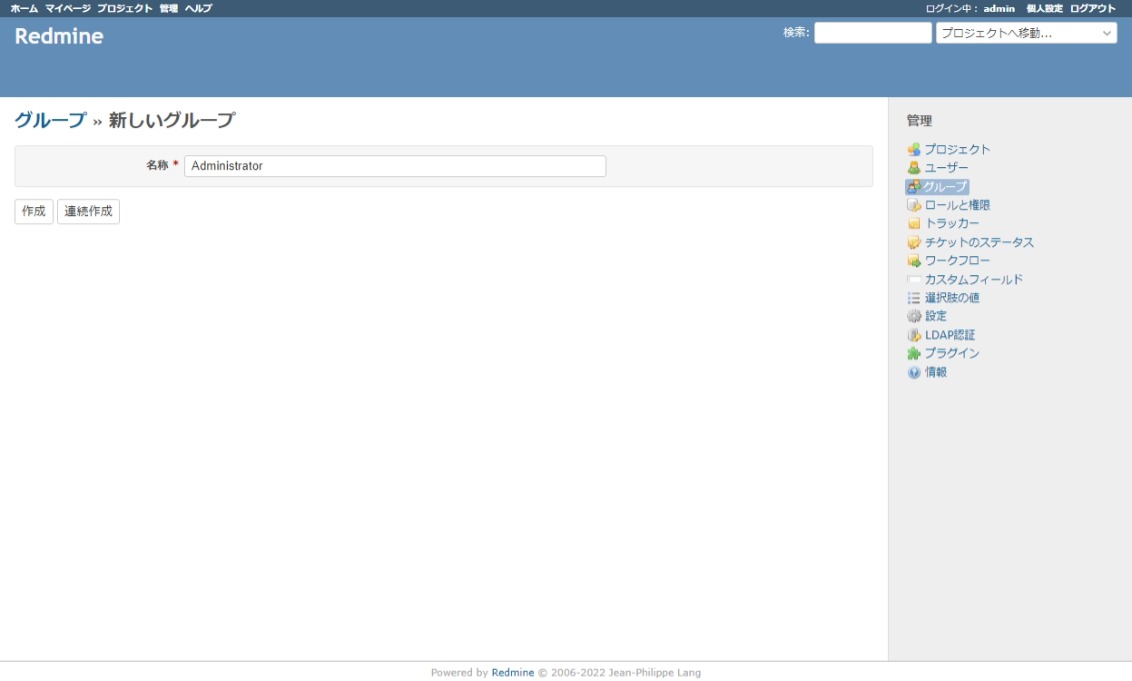 ホーム マイページ プロジェクト 管理 ヘルプ
ログイン中： admin 個人設定 ログアウト
Redmine
検索:
プロジェクトへ移動...
グループ » 新しいグループ
名称 * Administrator
作成 連続作成
管理
プロジェクト
ユーザー
グループ
ロールと権限
トラッカー
チケットのステータス
ワークフロー
カスタムフィールド
選択肢の値
設定
LDAP認証
プラグイン
情報
Powered by Redmine © 2006-2022 Jean-Philippe Lang